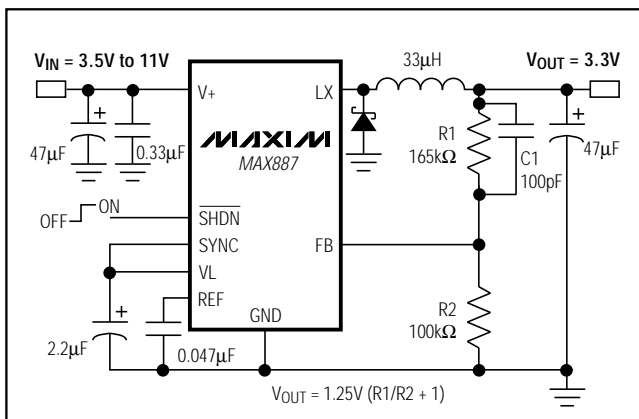 V_IN = 3.5V to 11V
V_OUT = 3.3V
33µH
V+
LX
+
47µF
0.33µF
MAXIM
MAX887
R1
165kΩ
C1
100pF
+
47µF
OFF
ON
SHDN
SYNC
VL
REF
FB
GND
+
2.2µF
0.047µF
R2
100kΩ
V_OUT = 1.25V (R1/R2 + 1)